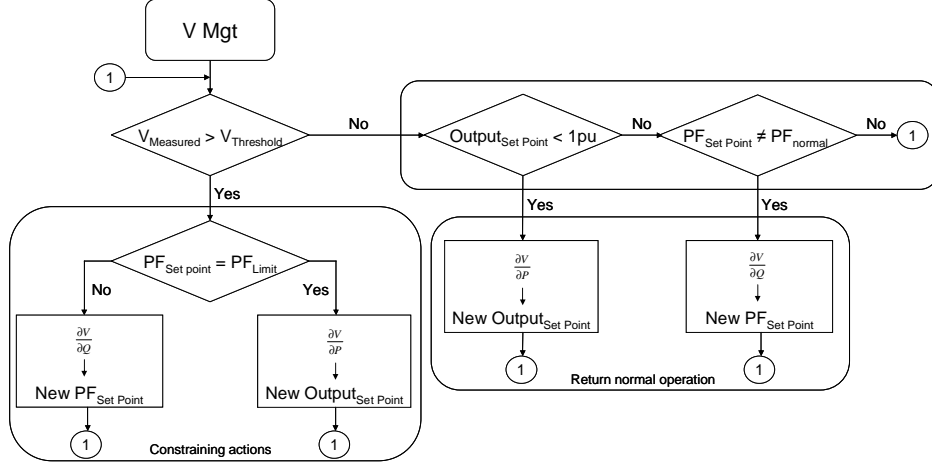 V Mgt
1
V_Measured > V_Threshold
No
Output_Set Point < 1pu
No
PF_Set Point ≠ PF_normal
No
1
Yes
Yes
Yes
PF_Set point = PF_Limit
No
Yes
∂V/∂P
New Output_Set Point
∂V/∂Q
New PF_Set Point
1
1
Return normal operation
∂V/∂Q
New PF_Set Point
∂V/∂P
New Output_Set Point
1
1
Constraining actions